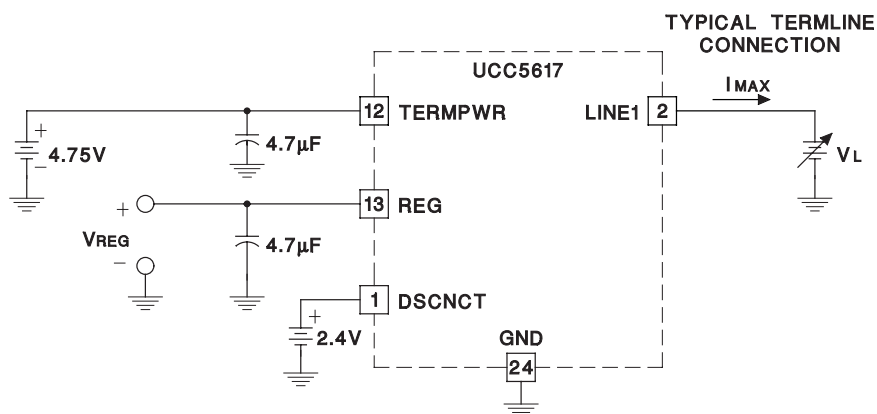 TYPICAL TERMLINE
CONNECTION
UCC5617
IMAX
12 TERMPWR
LINE1 2
+
4.75V
−
4.7μF
VL
13 REG
+
VREG
−
4.7μF
1 DSCNCT
+
2.4V
GND
24